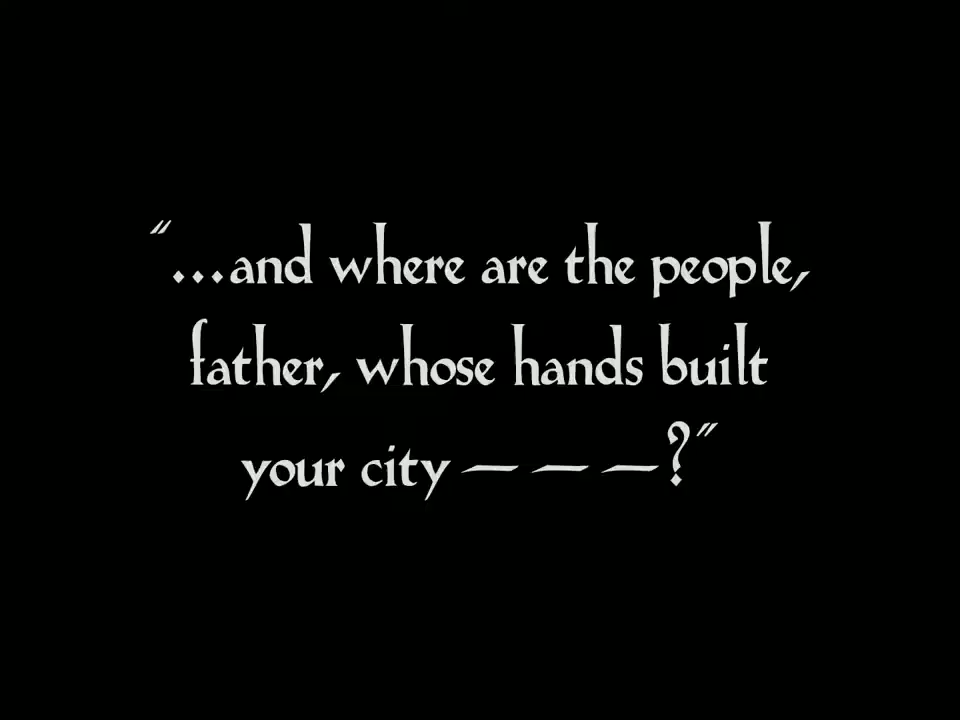 "...and where are the people,
father, whose hands built
your city — — —?"